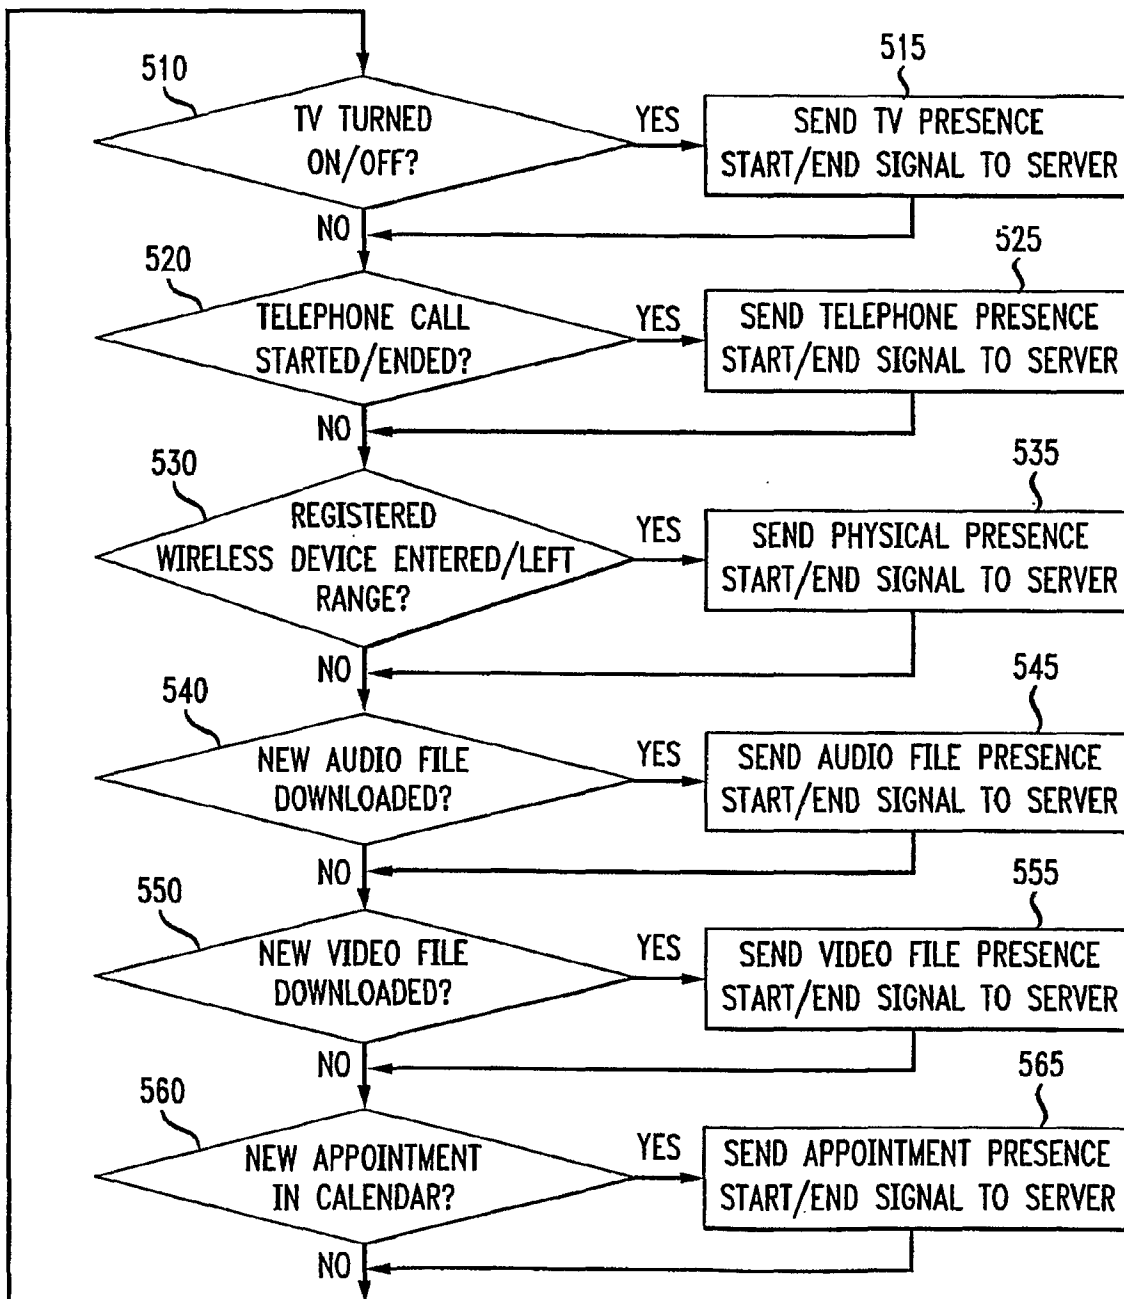 510
TV TURNED
ON/OFF?
YES
515
SEND TV PRESENCE
START/END SIGNAL TO SERVER
NO
520
TELEPHONE CALL
STARTED/ENDED?
YES
525
SEND TELEPHONE PRESENCE
START/END SIGNAL TO SERVER
NO
530
REGISTERED
WIRELESS DEVICE ENTERED/LEFT
RANGE?
YES
535
SEND PHYSICAL PRESENCE
START/END SIGNAL TO SERVER
NO
540
NEW AUDIO FILE
DOWNLOADED?
YES
545
SEND AUDIO FILE PRESENCE
START/END SIGNAL TO SERVER
NO
550
NEW VIDEO FILE
DOWNLOADED?
YES
555
SEND VIDEO FILE PRESENCE
START/END SIGNAL TO SERVER
NO
560
NEW APPOINTMENT
IN CALENDAR?
YES
565
SEND APPOINTMENT PRESENCE
START/END SIGNAL TO SERVER
NO